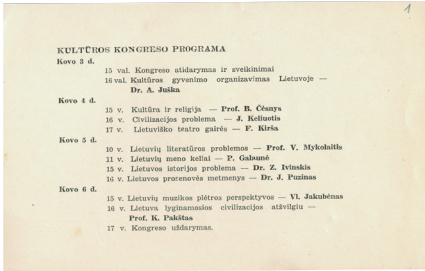 1
KULTŪROS KONGRESO PROGRAMA
Kovo 3 d.
15 val. Kongreso atidarymas ir sveikinimai
16 val. Kultūros gyvenimo organizavimas Lietuvoje —
Dr. A. Juška
Kovo 4 d.
15 v. Kultūra ir religija — Prof. B. Čėsnys
16 v. Civilizacijos problema — J. Keliuotis
17 v. Lietuviško teatro gairės — F. Kirša
Kovo 5 d.
10 v. Lietuvių literatūros problemos — Prof. V. Mykolaitis
11 v. Lietuvių meno keliai — P. Galaunė
15 v. Lietuvos istorijos problema — Dr. Z. Ivinskis
16 v. Lietuvos procenovės metmenys — Dr. J. Puzinas
Kovo 6 d.
15 v. Lietuvių muzikos plėtros perspektyvos — Vl. Jakubėnas
16 v. Lietuva lyginamosios civilizacijos atžvilgiu —
Prof. K. Pakštas
17 v. Kongreso uždarymas.